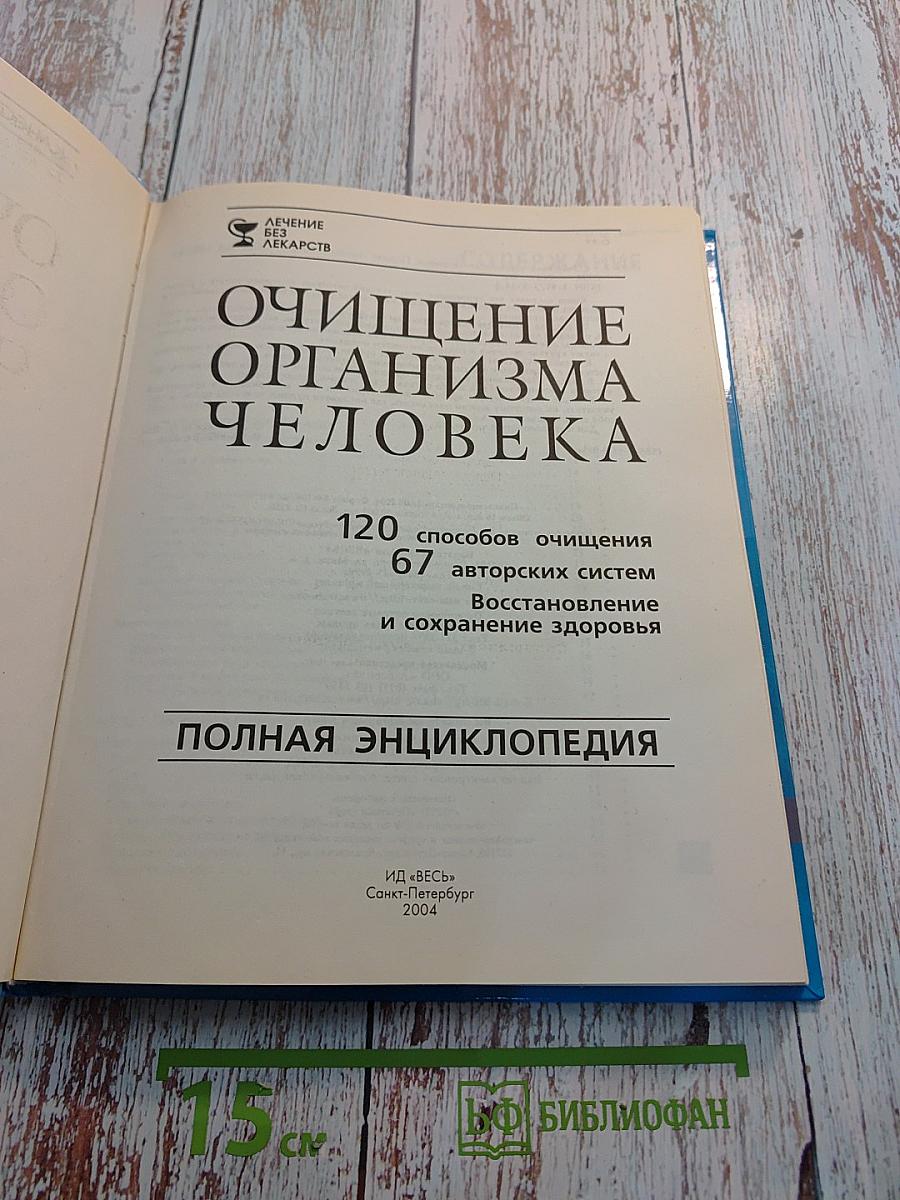 ЛЕЧЕНИЕ
БЕЗ
ЛЕКАРСТВ
ОЧИЩЕНИЕ
ОРГАНИЗМА
ЧЕЛОВЕКА
120 способов очищения
67 авторских систем
Восстановление
и сохранение здоровья
ПОЛНАЯ ЭНЦИКЛОПЕДИЯ
ИД «ВЕСЬ»
Санкт-Петербург
2004
15 см
БФ БИБЛИОФАН